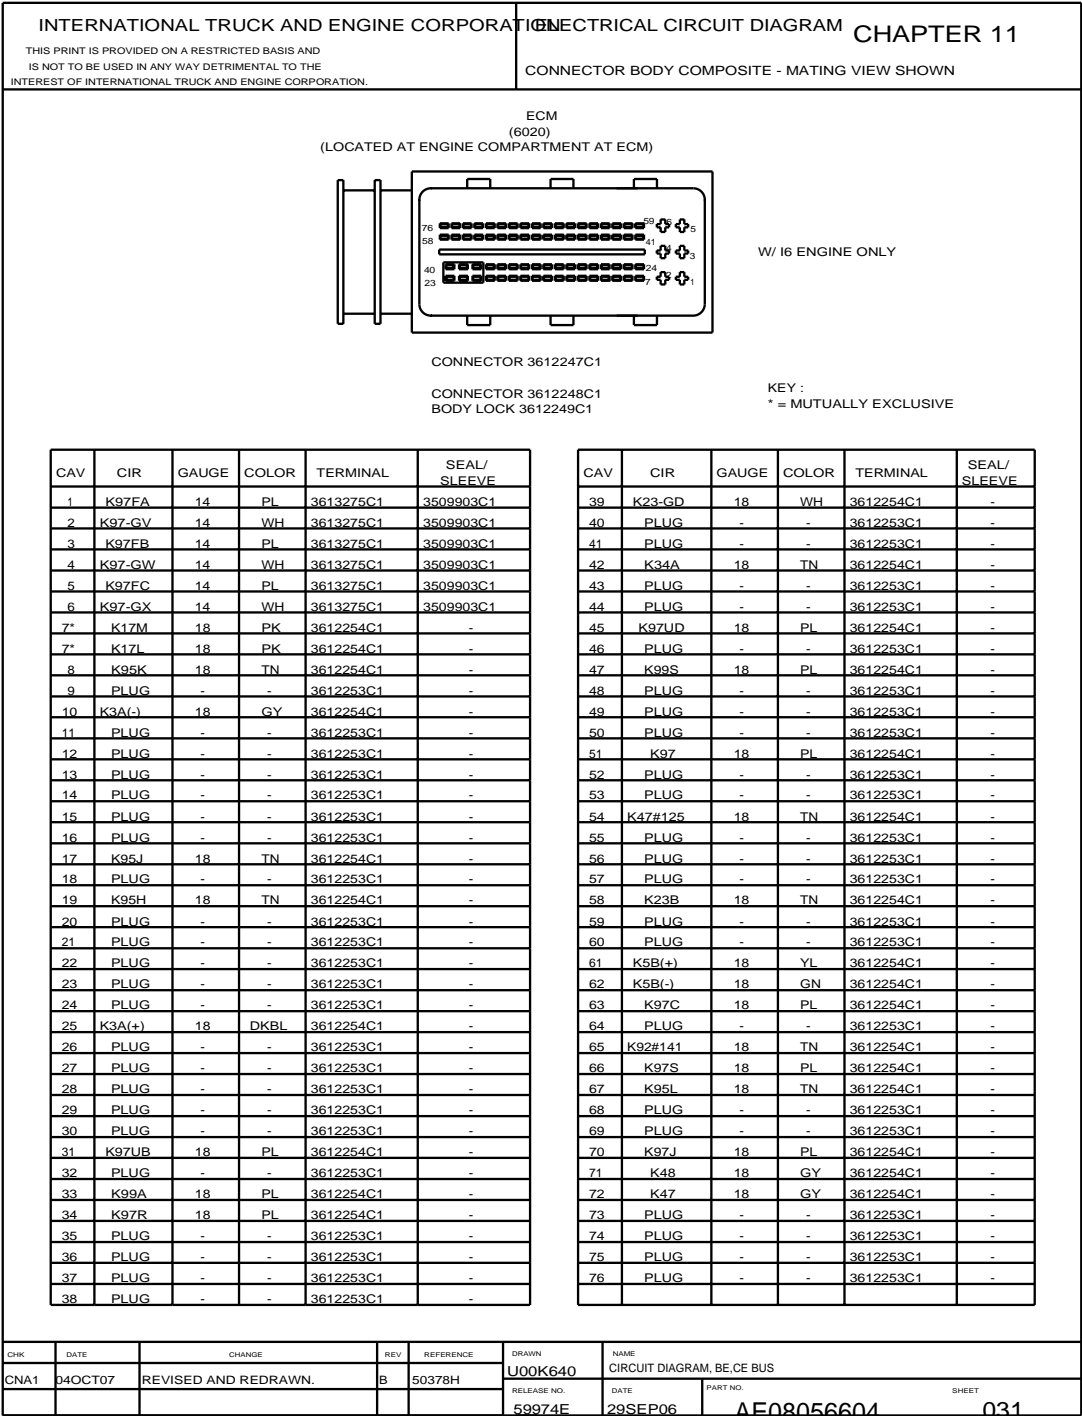 INTERNATIONAL TRUCK AND ENGINE CORPORATION
THIS PRINT IS PROVIDED ON A RESTRICTED BASIS AND
IS NOT TO BE USED IN ANY WAY DETRIMENTAL TO THE
INTEREST OF INTERNATIONAL TRUCK AND ENGINE CORPORATION.
ELECTRICAL CIRCUIT DIAGRAM CHAPTER 11
CONNECTOR BODY COMPOSITE - MATING VIEW SHOWN
ECM
(6020)
(LOCATED AT ENGINE COMPARTMENT AT ECM)
76 59 6 5
58 41 4 3
40 24 2
23 7 1
W/ I6 ENGINE ONLY
CONNECTOR 3612247C1
CONNECTOR 3612248C1
BODY LOCK 3612249C1
KEY :
* = MUTUALLY EXCLUSIVE
CAV CIR GAUGE COLOR TERMINAL SEAL/ SLEEVE
1 K97FA 14 PL 3613275C1 3509903C1
2 K97-GV 14 WH 3613275C1 3509903C1
3 K97FB 14 PL 3613275C1 3509903C1
4 K97-GW 14 WH 3613275C1 3509903C1
5 K97FC 14 PL 3613275C1 3509903C1
6 K97-GX 14 WH 3613275C1 3509903C1
7* K17M 18 PK 3612254C1 -
7* K17L 18 PK 3612254C1 -
8 K95K 18 TN 3612254C1 -
9 PLUG - - 3612253C1 -
10 K3A(-) 18 GY 3612254C1 -
11 PLUG - - 3612253C1 -
12 PLUG - - 3612253C1 -
13 PLUG - - 3612253C1 -
14 PLUG - - 3612253C1 -
15 PLUG - - 3612253C1 -
16 PLUG - - 3612253C1 -
17 K95J 18 TN 3612254C1 -
18 PLUG - - 3612253C1 -
19 K95H 18 TN 3612254C1 -
20 PLUG - - 3612253C1 -
21 PLUG - - 3612253C1 -
22 PLUG - - 3612253C1 -
23 PLUG - - 3612253C1 -
24 PLUG - - 3612253C1 -
25 K3A(+) 18 DKBL 3612254C1 -
26 PLUG - - 3612253C1 -
27 PLUG - - 3612253C1 -
28 PLUG - - 3612253C1 -
29 PLUG - - 3612253C1 -
30 PLUG - - 3612253C1 -
31 K97UB 18 PL 3612254C1 -
32 PLUG - - 3612253C1 -
33 K99A 18 PL 3612254C1 -
34 K97R 18 PL 3612254C1 -
35 PLUG - - 3612253C1 -
36 PLUG - - 3612253C1 -
37 PLUG - - 3612253C1 -
38 PLUG - - 3612253C1 -
CAV CIR GAUGE COLOR TERMINAL SEAL/ SLEEVE
39 K23-GD 18 WH 3612254C1 -
40 PLUG - - 3612253C1 -
41 PLUG - - 3612253C1 -
42 K34A 18 TN 3612254C1 -
43 PLUG - - 3612253C1 -
44 PLUG - - 3612253C1 -
45 K97UD 18 PL 3612254C1 -
46 PLUG - - 3612253C1 -
47 K99S 18 PL 3612254C1 -
48 PLUG - - 3612253C1 -
49 PLUG - - 3612253C1 -
50 PLUG - - 3612253C1 -
51 K97 18 PL 3612254C1 -
52 PLUG - - 3612253C1 -
53 PLUG - - 3612253C1 -
54 K47#125 18 TN 3612254C1 -
55 PLUG - - 3612253C1 -
56 PLUG - - 3612253C1 -
57 PLUG - - 3612253C1 -
58 K23B 18 TN 3612254C1 -
59 PLUG - - 3612253C1 -
60 PLUG - - 3612253C1 -
61 K5B(+) 18 YL 3612254C1 -
62 K5B(-) 18 GN 3612254C1 -
63 K97C 18 PL 3612254C1 -
64 PLUG - - 3612253C1 -
65 K92#141 18 TN 3612254C1 -
66 K97S 18 PL 3612254C1 -
67 K95L 18 TN 3612254C1 -
68 PLUG - - 3612253C1 -
69 PLUG - - 3612253C1 -
70 K97J 18 PL 3612254C1 -
71 K48 18 GY 3612254C1 -
72 K47 18 GY 3612254C1 -
73 PLUG - - 3612253C1 -
74 PLUG - - 3612253C1 -
75 PLUG - - 3612253C1 -
76 PLUG - - 3612253C1 -
CHK DATE CHANGE REV REFERENCE
CNA1 04OCT07 REVISED AND REDRAWN. B 50378H
DRAWN
U00K640
NAME
CIRCUIT DIAGRAM, BE,CE BUS
RELEASE NO.
59974E
DATE
29SEP06
PART NO.
AE08056604
SHEET
031